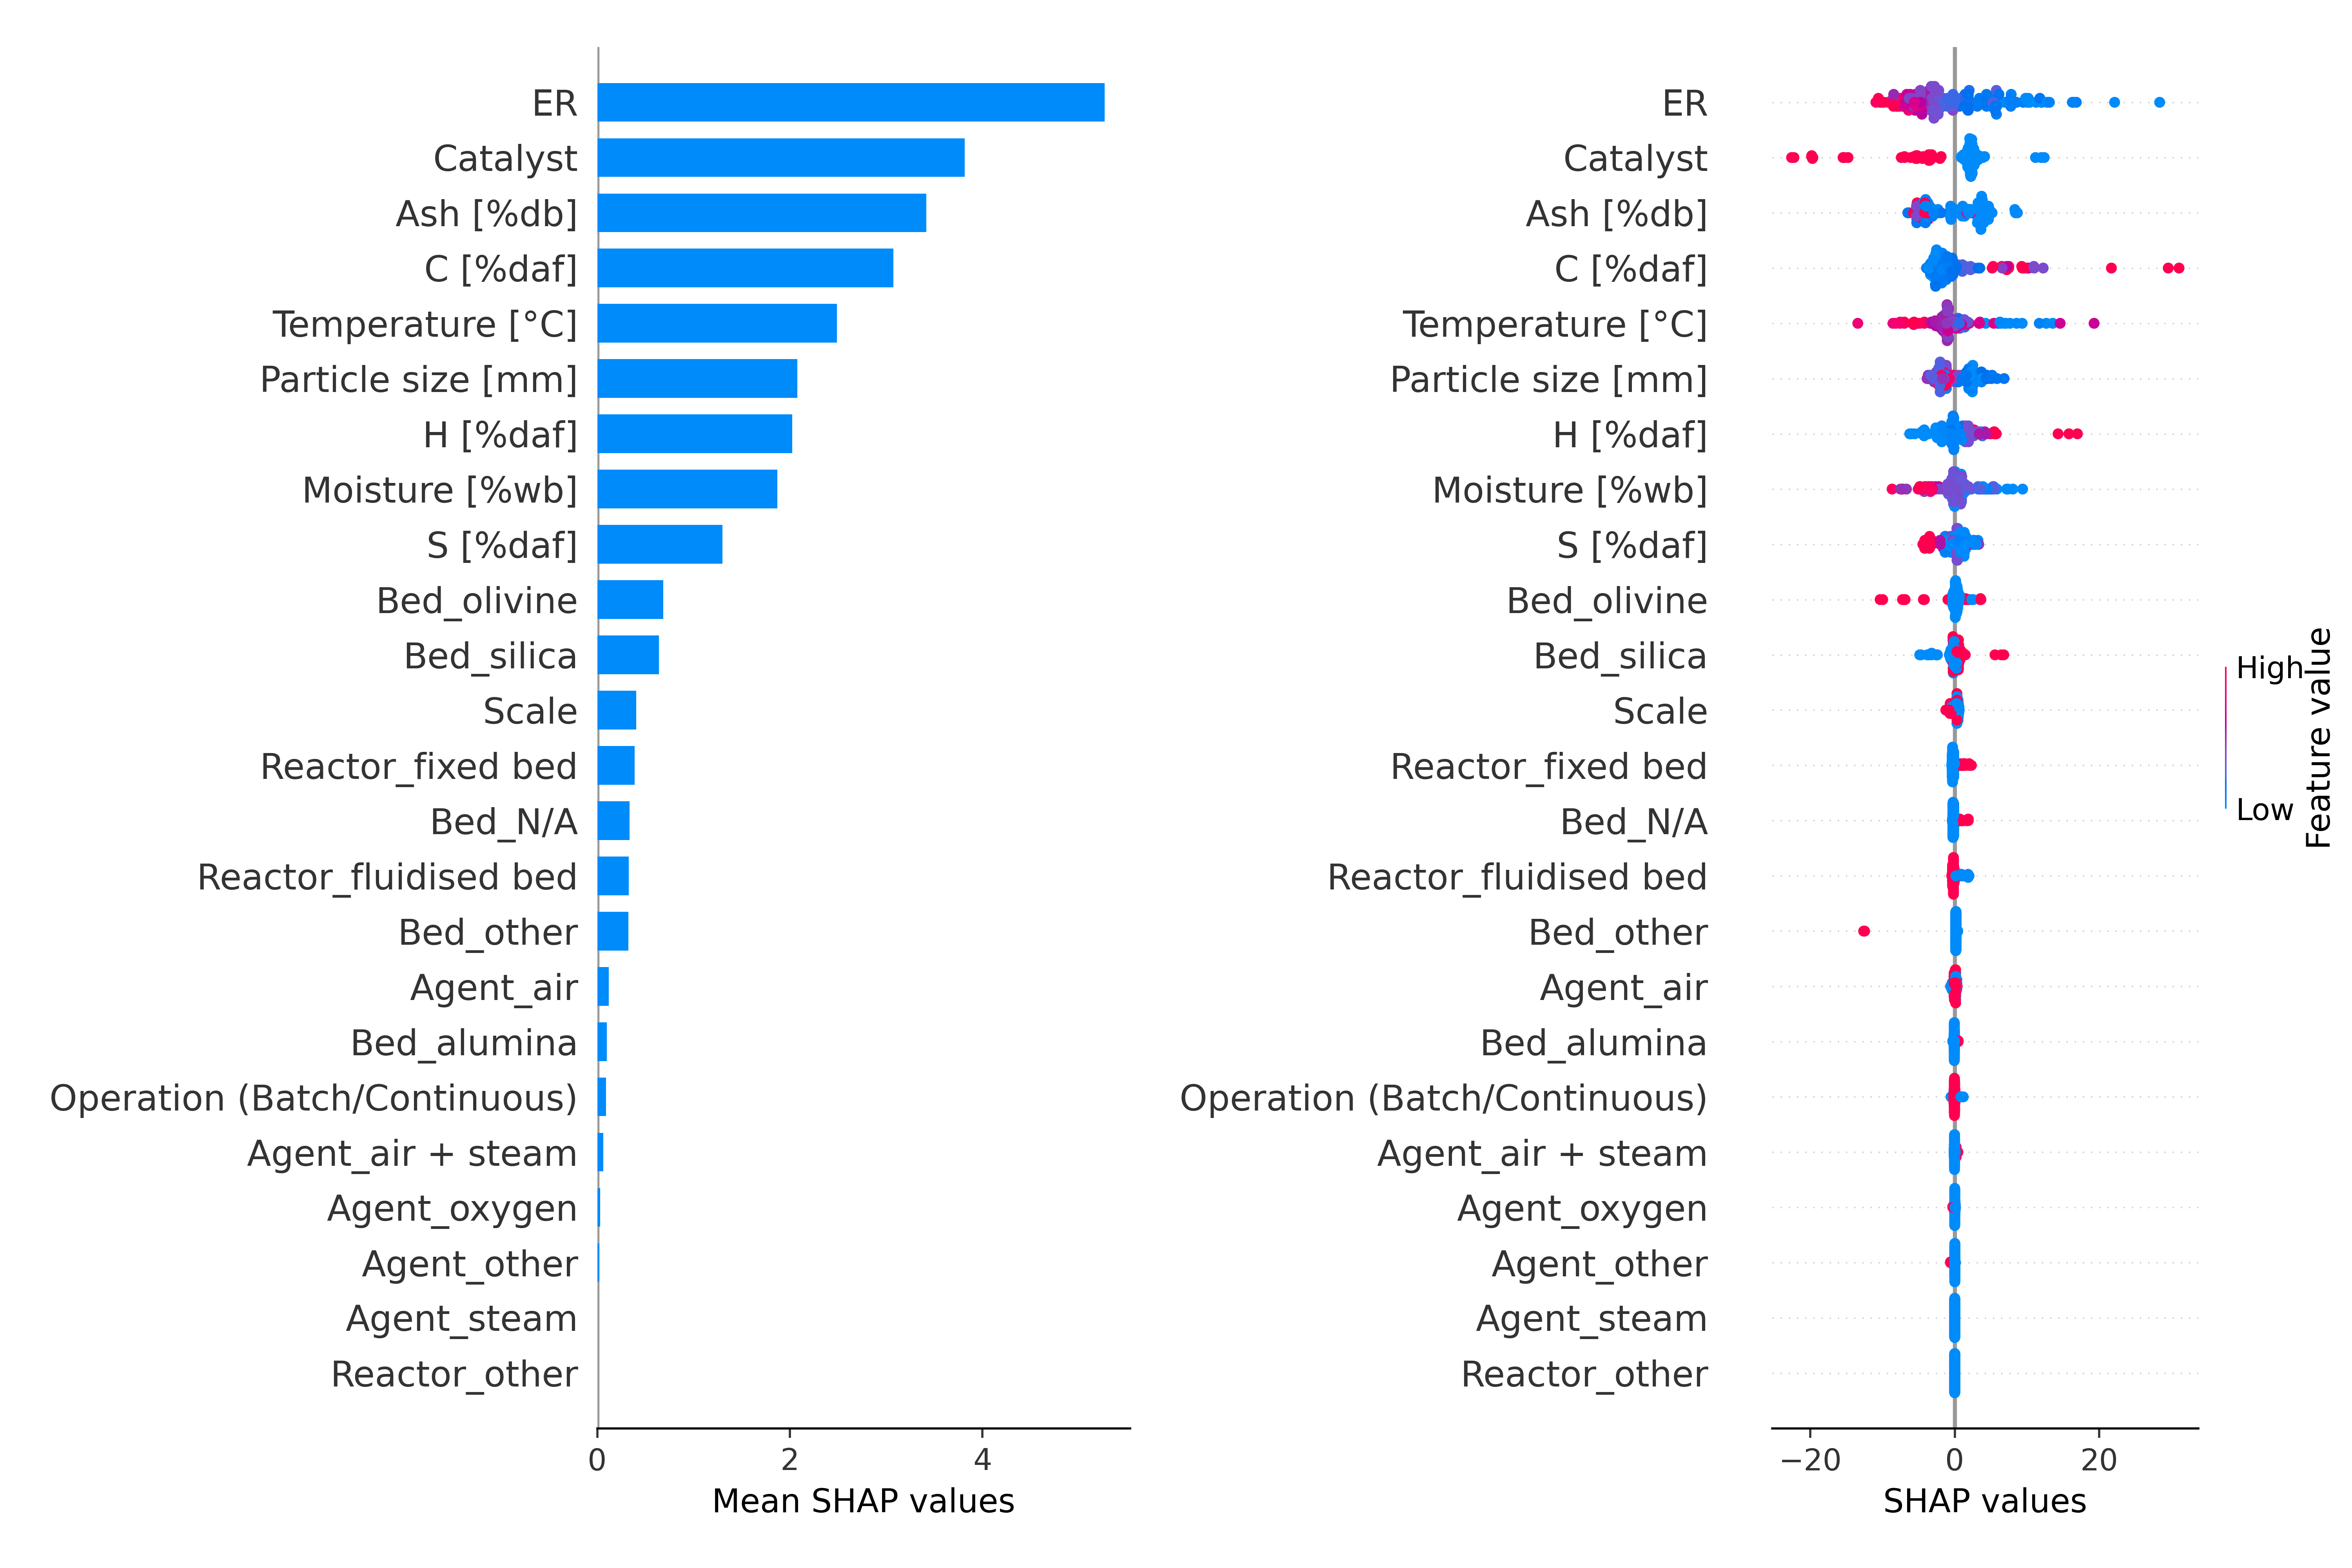 ER
Catalyst
Ash [%db]
C [%daf]
Temperature [°C]
Particle size [mm]
H [%daf]
Moisture [%wb]
S [%daf]
Bed_olivine
Bed_silica
Scale
Reactor_fixed bed
Bed_N/A
Reactor_fluidised bed
Bed_other
Agent_air
Bed_alumina
Operation (Batch/Continuous)
Agent_air + steam
Agent_oxygen
Agent_other
Agent_steam
Reactor_other
0 2 4
Mean SHAP values
ER
Catalyst
Ash [%db]
C [%daf]
Temperature [°C]
Particle size [mm]
H [%daf]
Moisture [%wb]
S [%daf]
Bed_olivine
Bed_silica
Scale
Reactor_fixed bed
Bed_N/A
Reactor_fluidised bed
Bed_other
Agent_air
Bed_alumina
Operation (Batch/Continuous)
Agent_air + steam
Agent_oxygen
Agent_other
Agent_steam
Reactor_other
−20 0 20
SHAP values
High
Low
Feature value